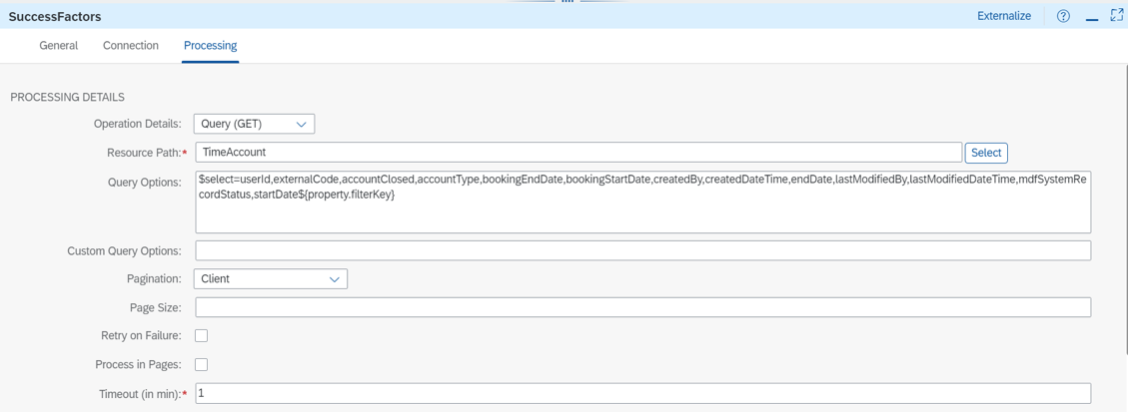 SuccessFactors
Externalize
General
Connection
Processing
PROCESSING DETAILS
Operation Details: Query (GET)
Resource Path:* TimeAccount Select
Query Options: $select=userId,externalCode,accountClosed,accountType,bookingEndDate,bookingStartDate,createdBy,createdDateTime,endDate,lastModifiedBy,lastModifiedDateTime,mdfSystemRe
cordStatus,startDate${property.filterKey}
Custom Query Options:
Pagination: Client
Page Size:
Retry on Failure:
Process in Pages:
Timeout (in min):* 1